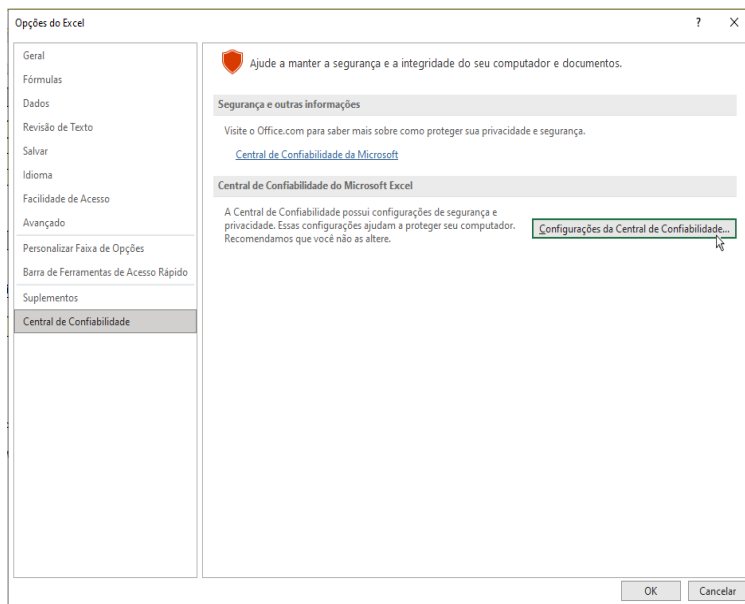 Opções do Excel
?
X
Geral
Fórmulas
Dados
Revisão de Texto
Salvar
Idioma
Facilidade de Acesso
Avançado
Personalizar Faixa de Opções
Barra de Ferramentas de Acesso Rápido
Suplementos
Central de Confiabilidade
Ajude a manter a segurança e a integridade do seu computador e documentos.
Segurança e outras informações
Visite o Office.com para saber mais sobre como proteger sua privacidade e segurança.
Central de Confiabilidade da Microsoft
Central de Confiabilidade do Microsoft Excel
A Central de Confiabilidade possui configurações de segurança e
privacidade. Essas configurações ajudam a proteger seu computador.
Recomendamos que você não as altere.
Configurações da Central de Confiabilidade...
OK
Cancelar